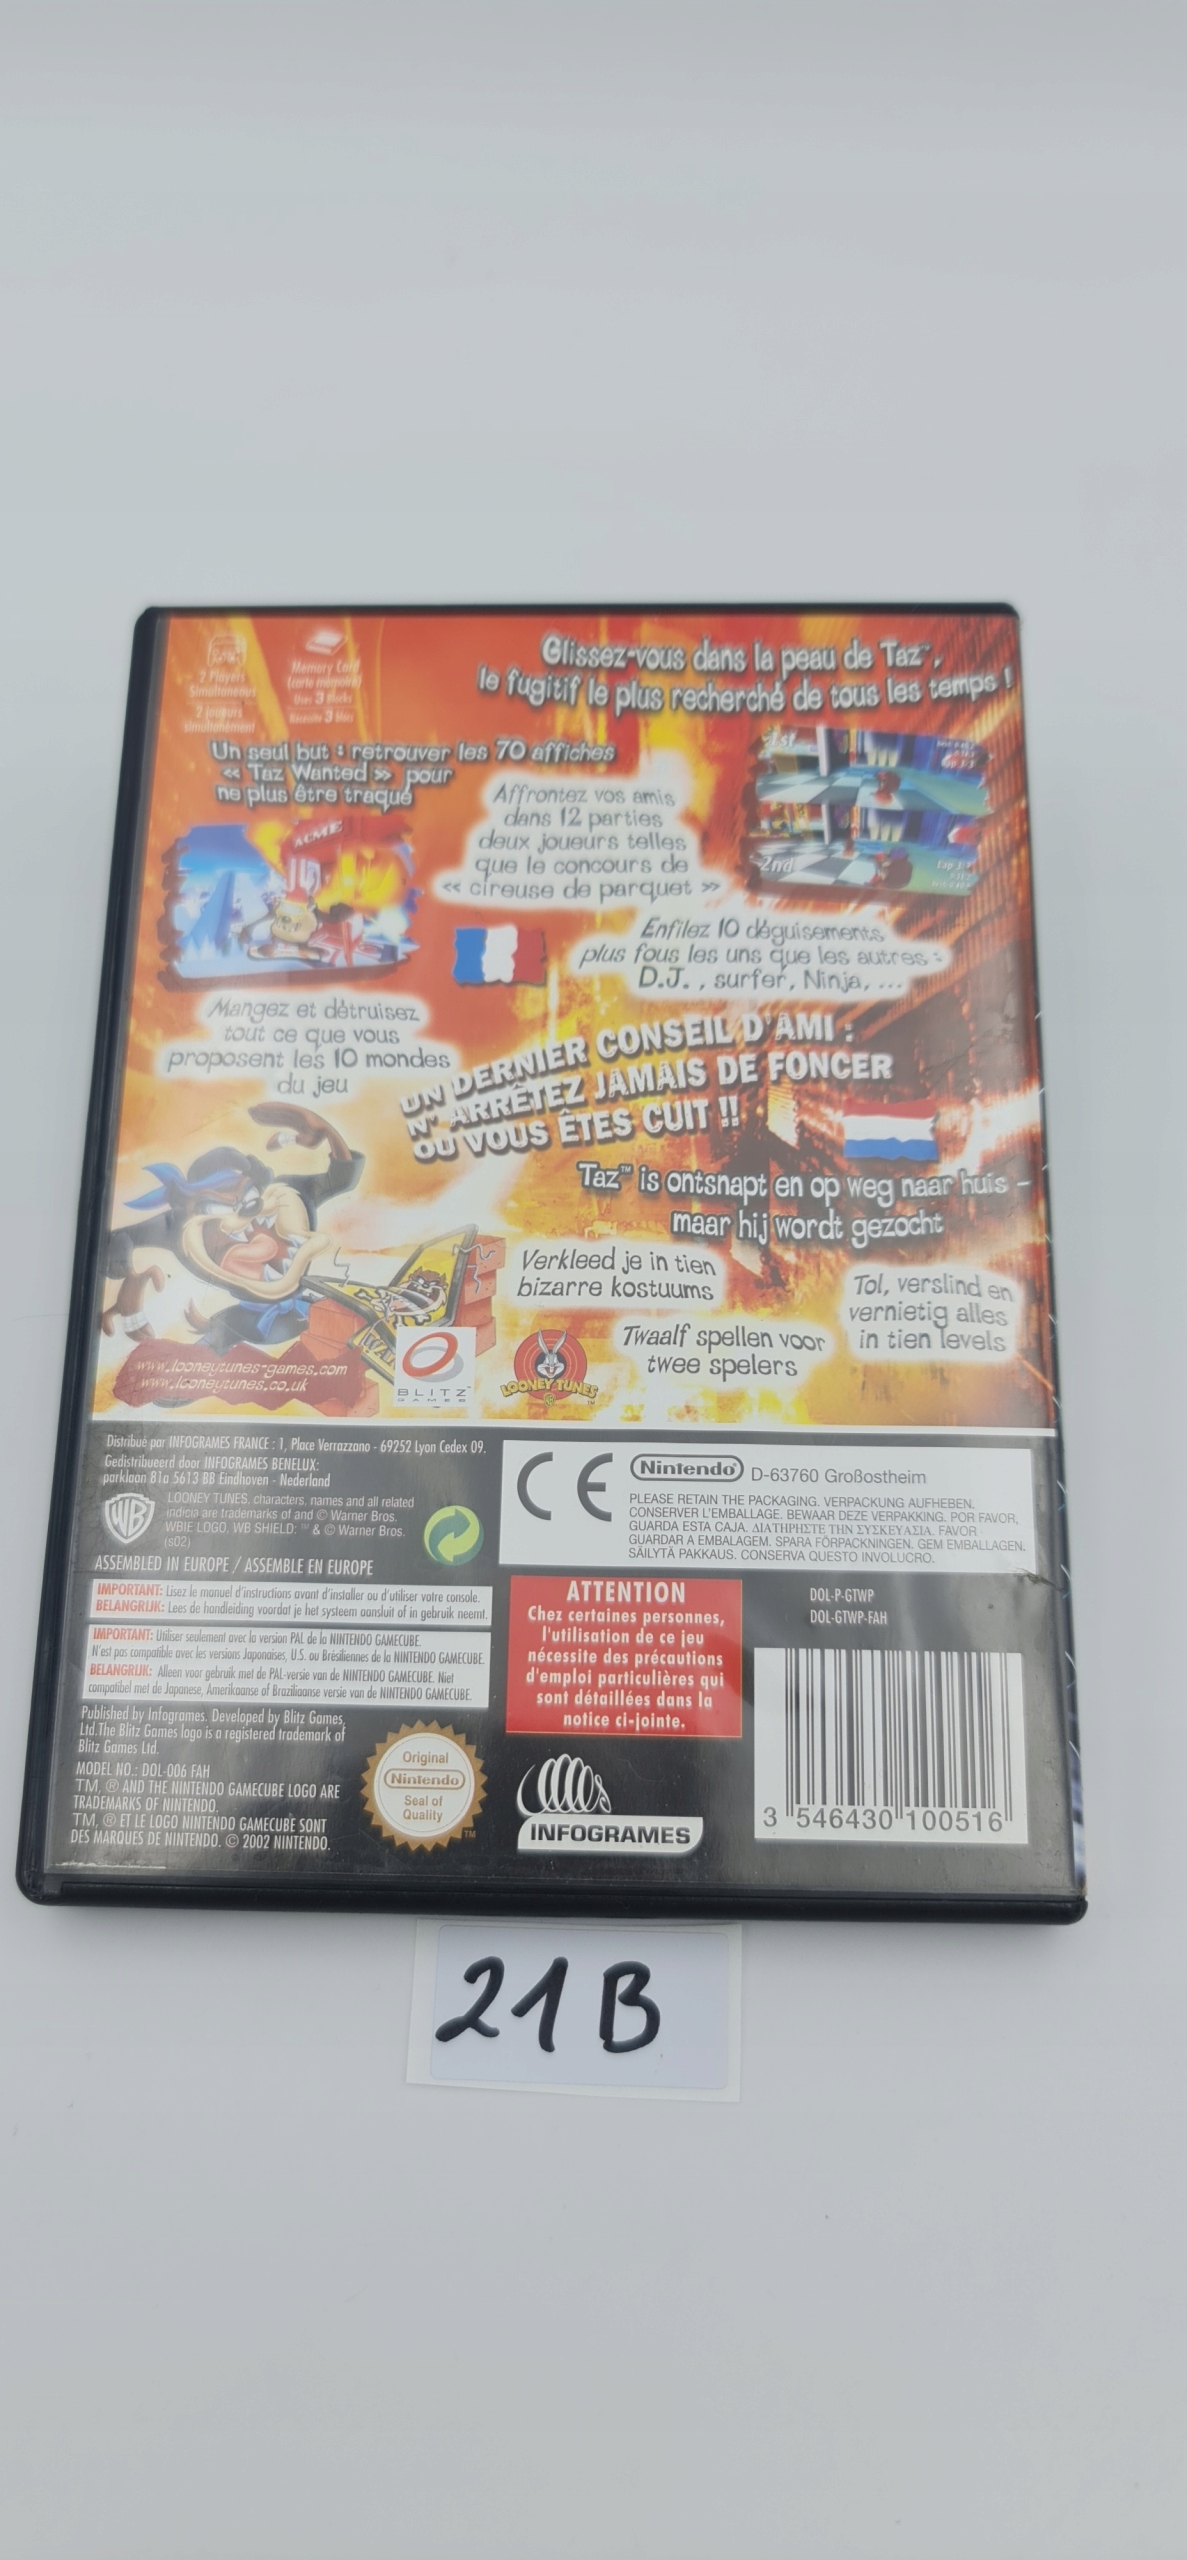 2 Players
Simultaneous
2 joueurs
simultanément
Memory Card
(carte mémoire)
Uses 3 Blocks
Nécessite 3 blocs
Glissez-vous dans la peau de Taz™,
le fugitif le plus recherché de tous les temps !
Un seul but : retrouver les 70 affiches
« Taz Wanted » pour
ne plus être traqué
1st
2nd
Affrontez vos amis
dans 12 parties
deux joueurs telles
que le concours de
« cireuse de parquet »
ACME
Enfilez 10 déguisements
plus fous les uns que les autres :
D.J. , surfer, Ninja, ...
Mangez et détruisez
tout ce que vous
proposent les 10 mondes
du jeu
UN DERNIER CONSEIL D'AMI :
N' ARRÊTEZ JAMAIS DE FONCER
OU VOUS ÊTES CUIT !!
Taz™ is ontsnapt en op weg naar huis –
maar hij wordt gezocht
Verkleed je in tien
bizarre kostuums
Tol, verslind en
vernietig alles
in tien levels
Twaalf spellen voor
twee spelers
www.looneytunes-games.com
www.looneytunes.co.uk
BLITZ
GAMES
LOONEY TUNES
Distribué par INFOGRAMES FRANCE : 1, Place Verrazzano - 69252 Lyon Cedex 09.
Gedistribueerd door INFOGRAMES BENELUX:
parklaan 81a 5613 BB Eindhoven - Nederland
WB
LOONEY TUNES, characters, names and all related
indicia are trademarks of and © Warner Bros.
WBIE LOGO, WB SHIELD: ™ & © Warner Bros.
(s02)
ASSEMBLED IN EUROPE / ASSEMBLE EN EUROPE
CE
Nintendo® D-63760 Großostheim
PLEASE RETAIN THE PACKAGING. VERPACKUNG AUFHEBEN.
CONSERVER L'EMBALLAGE. BEWAAR DEZE VERPAKKING. POR FAVOR,
GUARDA ESTA CAJA. ΔΙΑΤΗΡΗΣΤΕ ΤΗΝ ΣΥΣΚΕΥΑΣΙΑ. FAVOR
GUARDAR A EMBALAGEM. SPARA FÖRPACKNINGEN. GEM EMBALLAGEN.
SÄILYTÄ PAKKAUS. CONSERVA QUESTO INVOLUCRO.
IMPORTANT: Lisez le manuel d'instructions avant d'installer ou d'utiliser votre console.
BELANGRIJK: Lees de handleiding voordat je het systeem aansluit of in gebruik neemt.
IMPORTANT: Utiliser seulement avec la version PAL de la NINTENDO GAMECUBE.
N'est pas compatible avec les versions Japonaises, U.S. ou Brésiliennes de la NINTENDO GAMECUBE.
BELANGRIJK: Alleen voor gebruik met de PAL-versie van de NINTENDO GAMECUBE. Niet
compatibel met de Japanese, Amerikaanse of Braziliaanse versie van de NINTENDO GAMECUBE.
Published by Infogrames. Developed by Blitz Games,
Ltd.The Blitz Games logo is a registered trademark of
Blitz Games Ltd.
MODEL NO.: DOL-006 FAH
TM, ® AND THE NINTENDO GAMECUBE LOGO ARE
TRADEMARKS OF NINTENDO.
TM, ® ET LE LOGO NINTENDO GAMECUBE SONT
DES MARQUES DE NINTENDO. © 2002 NINTENDO.
Original
Nintendo
Seal of
Quality
TM
ATTENTION
Chez certaines personnes,
l'utilisation de ce jeu
nécessite des précautions
d'emploi particulières qui
sont détaillées dans la
notice ci-jointe.
INFOGRAMES
DOL-P-GTWP
DOL-GTWP-FAH
3 546430 100516
21B